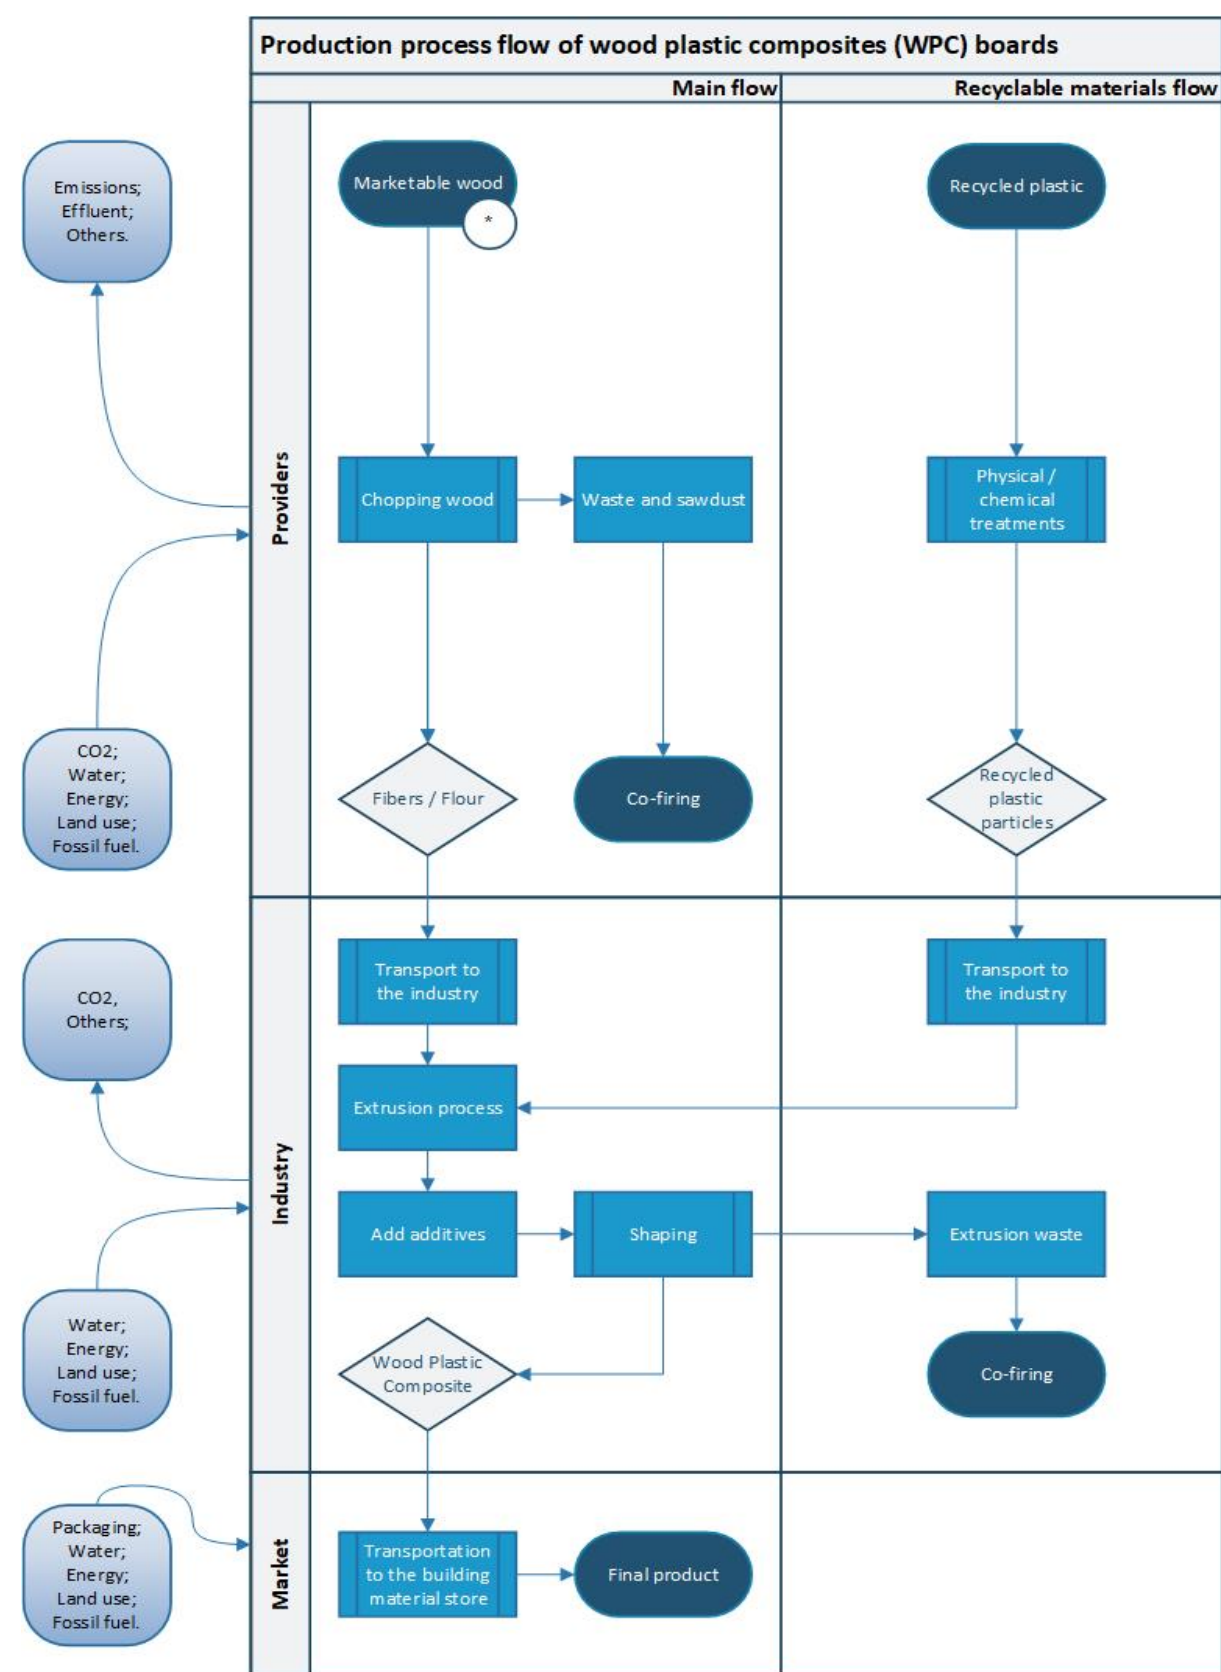 Production process flow of wood plastic composites (WPC) boards
Main flow
Recyclable materials flow
Providers
Emissions;
Effluent;
Others.
CO2;
Water;
Energy;
Land use;
Fossil fuel.
Marketable wood
*
Recycled plastic
Chopping wood
Waste and sawdust
Physical /
chemical
treatments
Fibers / Flour
Co-firing
Recycled
plastic
particles
Industry
CO2,
Others;
Water;
Energy;
Land use;
Fossil fuel.
Transport to
the industry
Transport to
the industry
Extrusion process
Add additives
Shaping
Extrusion waste
Wood Plastic
Composite
Co-firing
Market
Packaging;
Water;
Energy;
Land use;
Fossil fuel.
Transportation
to the building
material store
Final product